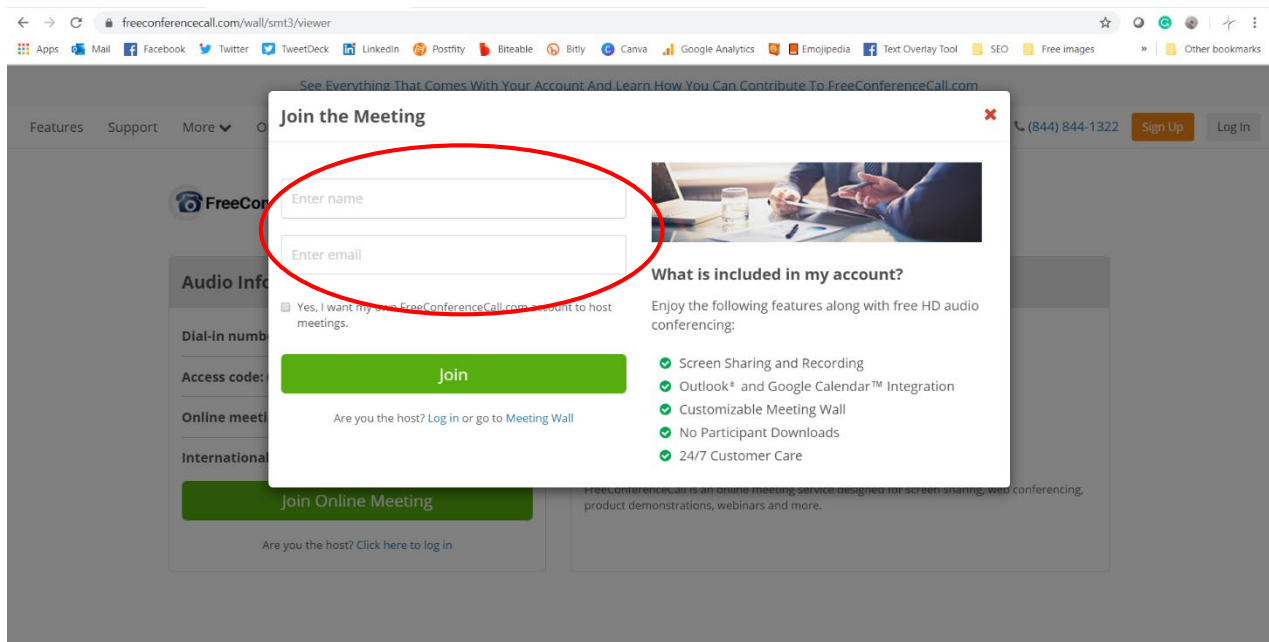 freeconferencecall.com/wall/smt3/viewer
Apps Mail Facebook Twitter TweetDeck LinkedIn Postfity Biteable Bitly Canva Google Analytics Emojipedia Text Overlay Tool SEO Free images » Other bookmarks
See Everything That Comes With Your Account And Learn How You Can Contribute To FreeConferenceCall.com
Features Support More O (844) 844-1322 Sign Up Log In
Join the Meeting
FreeCon
Enter name
Enter email
Yes, I want my own FreeConferenceCall.com account to host
meetings.
Join
Are you the host? Log in or go to Meeting Wall
What is included in my account?
Enjoy the following features along with free HD audio
conferencing:
Screen Sharing and Recording
Outlook® and Google Calendar™ Integration
Customizable Meeting Wall
No Participant Downloads
24/7 Customer Care
Audio Info
Dial-in numb
Access code:
Online meeti
International
Join Online Meeting
Are you the host? Click here to log in
FreeConferenceCall is an online meeting service designed for screen sharing, web conferencing,
product demonstrations, webinars and more.